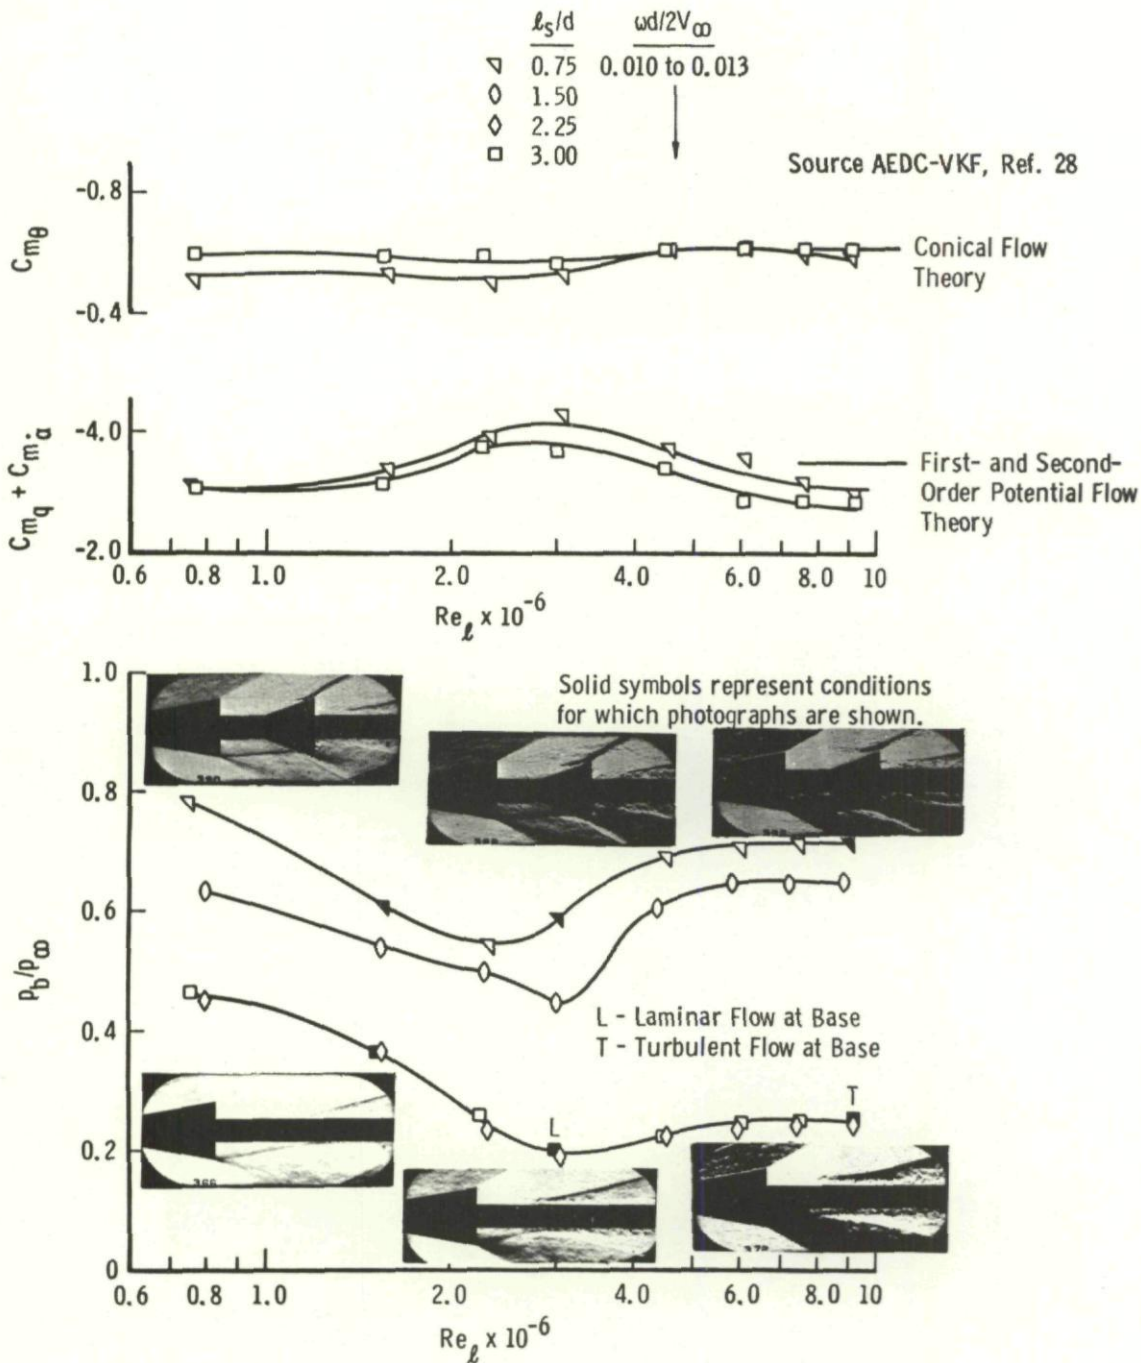 ℓs/d ωd/2V∞
0.75 0.010 to 0.013
1.50
2.25
3.00
Source AEDC-VKF, Ref. 28
-0.8
Cmθ
-0.4
Conical Flow
Theory
-4.0
Cmq + Cmα̇
-2.0
First- and Second-
Order Potential Flow
Theory
0.6 0.8 1.0 2.0 4.0 6.0 8.0 10
Reℓ x 10-6
1.0
0.8
0.6
0.4
0.2
0
pb/p∞
Solid symbols represent conditions
for which photographs are shown.
L - Laminar Flow at Base
T - Turbulent Flow at Base
L
T
366
0.6 0.8 1.0 2.0 4.0 6.0 8.0 10
Reℓ x 10-6